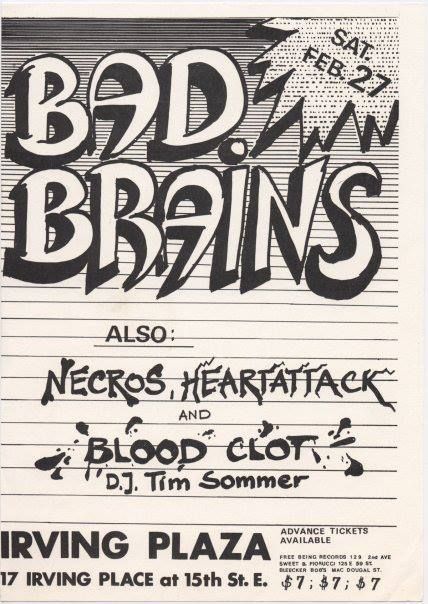 SAT.
FEB. 27
BAD
BRAINS
ALSO:
NECROS, HEARTATTACK
AND
BLOOD CLOT
D.J. Tim Sommer
IRVING PLAZA
17 IRVING PLACE at 15th St. E.
ADVANCE TICKETS
AVAILABLE
FREE BEING RECORDS 129 2nd AVE
SWEET B. FIORUCCI 125 E 59 ST.
BLEECKER BOB'S MAC DOUGAL ST.
$7; $7; $7